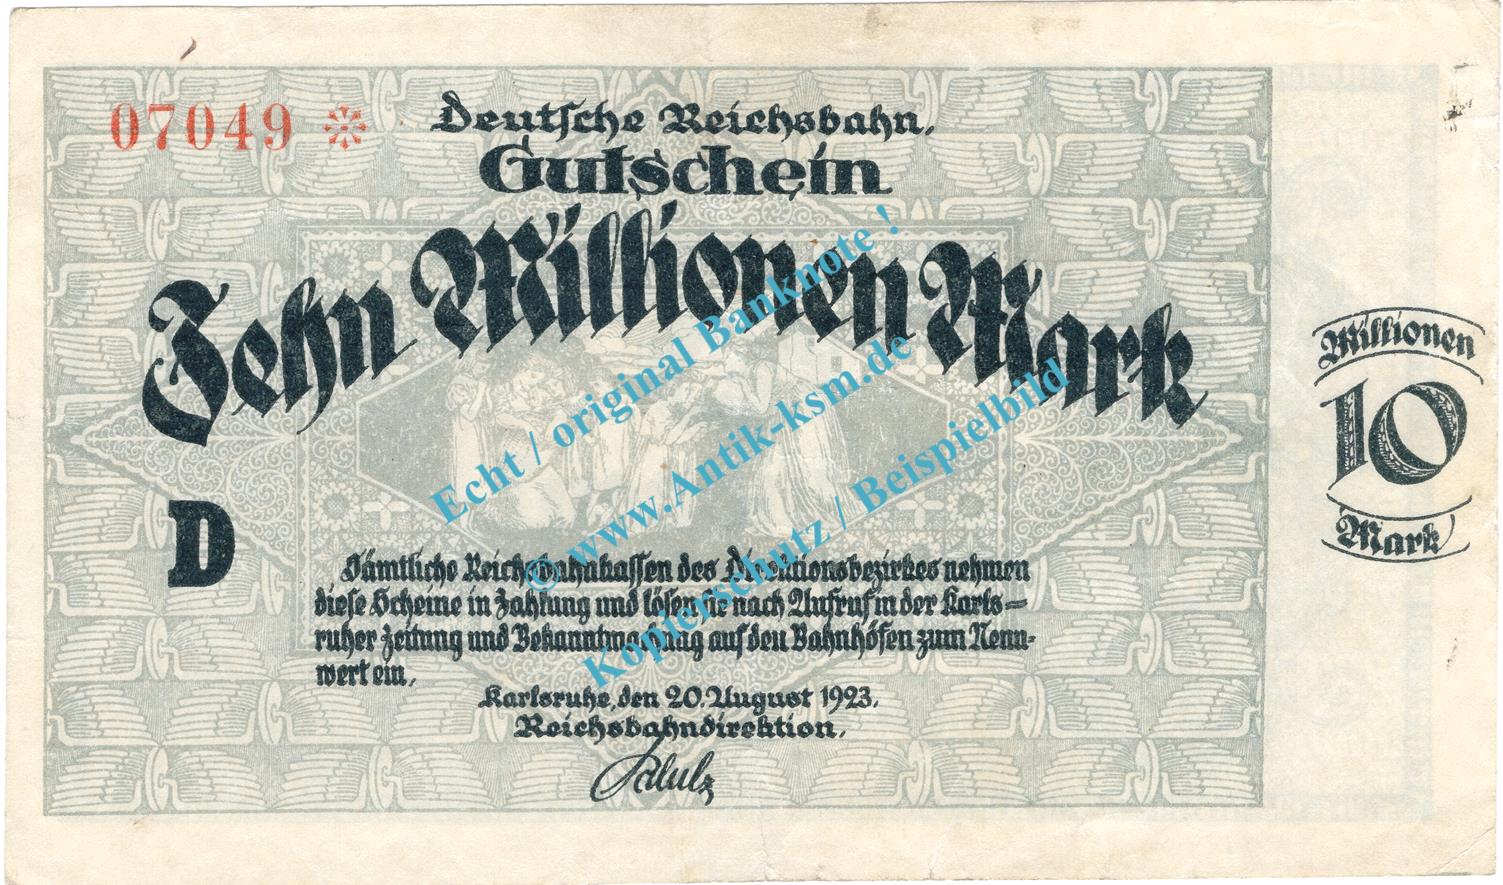 07049 *
Deutsche Reichsbahn.
Gutschein
Zehn Millionen Mark
Millionen
10
Mark
D
Sämtliche Reichsbahnkassen des Direktionsbezirkes nehmen
diese Scheine in Zahlung und lösen sie nach Aufruf in der Karls-
ruher Zeitung und Bekanntmachung auf den Bahnhöfen zum Nenn-
wert ein.
Karlsruhe, den 20. August 1923.
Reichsbahndirektion.
Schulz
Echt / original Banknote !
© www.Antik-ksm.de
Kopierschutz / Beispielbild